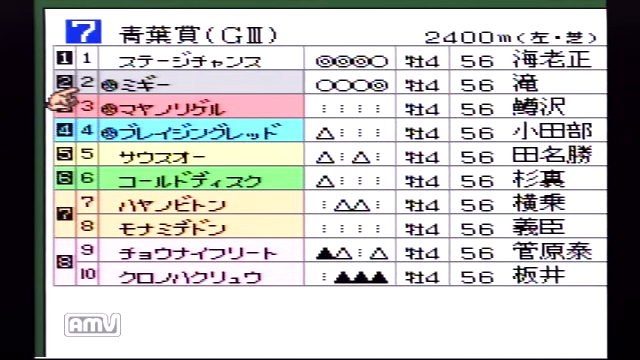 7 青葉賞(GⅢ) 2400m(左・芝)
1 1 ステージチャンス ◎◎◎○ 牡4 56 海老正
2 2 ミギー ○○○◎ 牡4 56 滝
3 マヤノリゲル :::: 牡4 56 鱒沢
4 4 ブレイジングレッド △::: 牡4 56 小田部
5 5 サウスオー △:△: 牡4 56 田名勝
6 6 コールドディスク △::: 牡4 56 杉裏
7 7 ハヤノビトン :△△: 牡4 56 横乗
8 モナミデドン :::: 牡4 56 義臣
8 9 チョウナイフリート ▲△:△ 牡4 56 菅原泰
10 クロノハクリュウ :▲▲▲ 牡4 56 板井
AMV